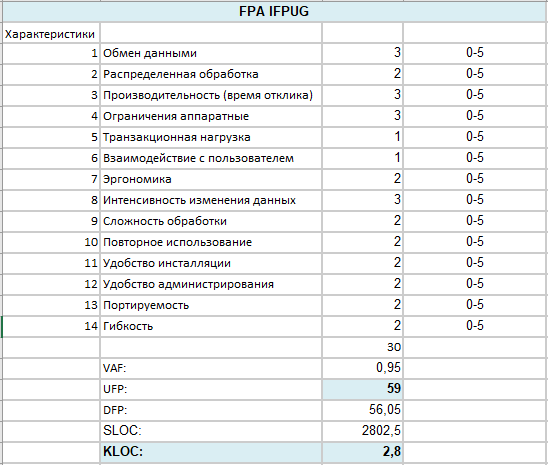 FPA IFPUG
Характеристики
1 Обмен данными 3 0-5
2 Распределенная обработка 2 0-5
3 Производительность (время отклика) 3 0-5
4 Ограничения аппаратные 3 0-5
5 Транзакционная нагрузка 1 0-5
6 Взаимодействие с пользователем 1 0-5
7 Эргономика 2 0-5
8 Интенсивность изменения данных 3 0-5
9 Сложность обработки 2 0-5
10 Повторное использование 2 0-5
11 Удобство инсталляции 2 0-5
12 Удобство администрирования 2 0-5
13 Портируемость 2 0-5
14 Гибкость 2 0-5
30
VAF: 0,95
UFP: 59
DFP: 56,05
SLOC: 2802,5
KLOC: 2,8